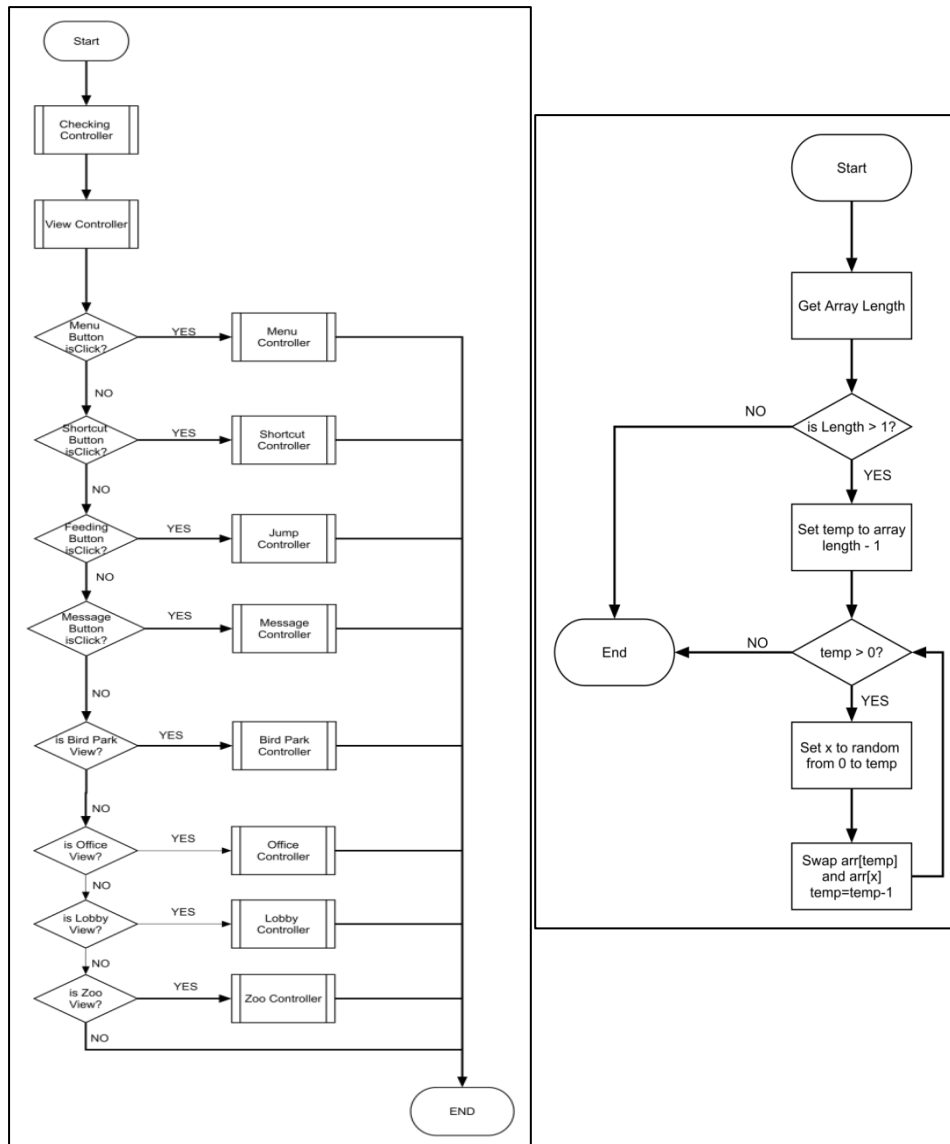 Start
Checking
Controller
View Controller
Menu
Button
isClick?
YES
Menu
Controller
NO
Shortcut
Button
isClick?
YES
Shortcut
Controller
NO
Feeding
Button
isClick?
YES
Jump
Controller
NO
Message
Button
isClick?
YES
Message
Controller
NO
is Bird Park
View?
YES
Bird Park
Controller
NO
is Office
View?
YES
Office
Controller
NO
is Lobby
View?
YES
Lobby
Controller
NO
is Zoo
View?
YES
Zoo Controller
NO
END
Start
Get Array Length
is Length > 1?
NO
YES
Set temp to array
length - 1
temp > 0?
NO
End
YES
Set x to random
from 0 to temp
Swap arr[temp]
and arr[x]
temp=temp-1